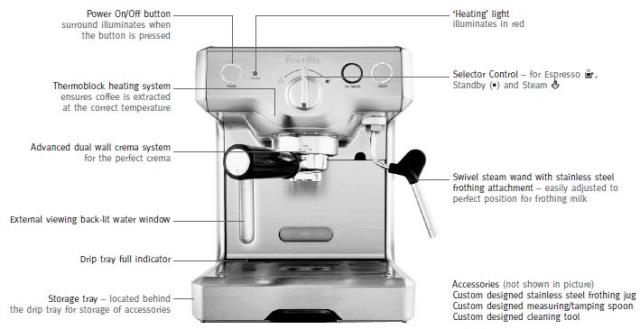 Power On/Off button
surround illuminates when
the button is pressed
'Heating' light
illuminates in red
Thermoblock heating system
ensures coffee is extracted
at the correct temperature
Selector Control – for Espresso ,
Standby (•) and Steam
Advanced dual wall crema system
for the perfect crema
Swivel steam wand with stainless steel
frothing attachment – easily adjusted to
perfect position for frothing milk
External viewing back-lit water window
Drip tray full indicator
Storage tray – located behind
the drip tray for storage of accessories
Accessories (not shown in picture)
Custom designed stainless steel frothing jug
Custom designed measuring/tamping spoon
Custom designed cleaning tool